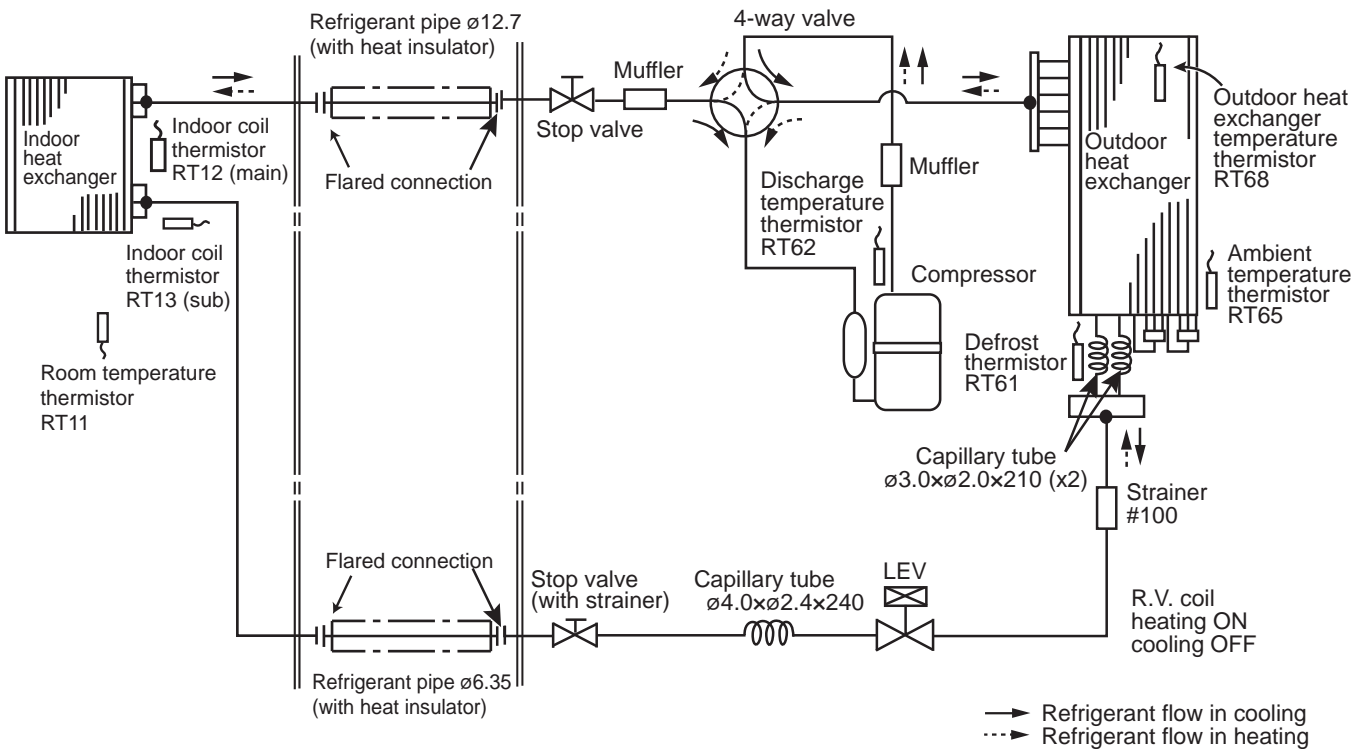 Refrigerant pipe ø12.7
(with heat insulator)
4-way valve
Muffler
Stop valve
Flared connection
Indoor
heat
exchanger
Indoor coil
thermistor
RT12 (main)
Indoor coil
thermistor
RT13 (sub)
Room temperature
thermistor
RT11
Discharge
temperature
thermistor
RT62
Muffler
Compressor
Outdoor
heat
exchanger
Outdoor heat
exchanger
temperature
thermistor
RT68
Ambient
temperature
thermistor
RT65
Defrost
thermistor
RT61
Capillary tube
ø3.0×ø2.0×210 (x2)
Strainer
#100
Flared connection
Stop valve
(with strainer)
Capillary tube
ø4.0×ø2.4×240
LEV
R.V. coil
heating ON
cooling OFF
Refrigerant pipe ø6.35
(with heat insulator)
Refrigerant flow in cooling
Refrigerant flow in heating